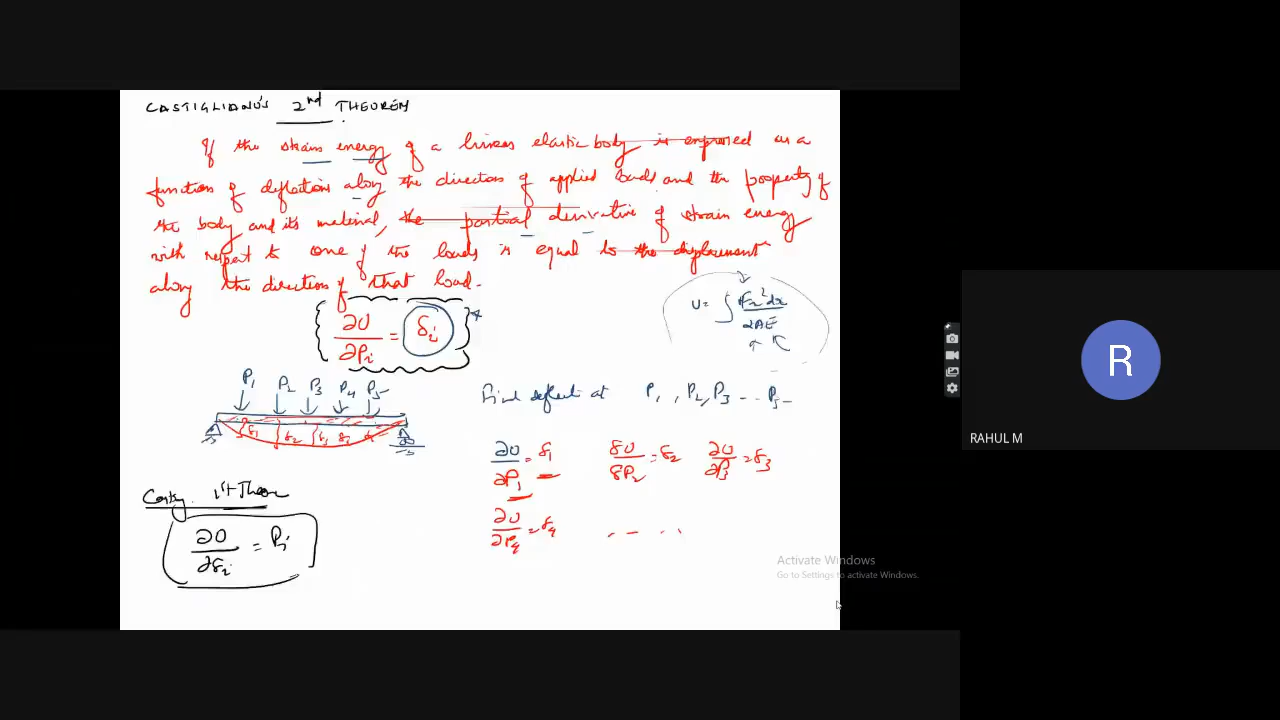 CASTIGLIANO'S 2nd THEOREM
If the strain energy of a linear elastic body is expressed as a
function of deflections along the direction of applied loads and the property of
the body and its material, the partial derivative of strain energy
with respect to one of the loads is equal to the displacement
along the direction of that load.
∂U/∂Pi = δi
U = ∫ Fx²dx / 2AE
P1 P2 P3 P4 P5
δ1 δ2 δ3
Find deflect at P1, P2, P3 -- P5
∂U/∂P1 = δ1 δU/δP2 = δ2 ∂U/∂P3 = δ3
∂U/∂P4 = δ4 ....
1st Theor
∂U/∂δi = Pi
Activate Windows
Go to Settings to activate Windows.
R
RAHUL M